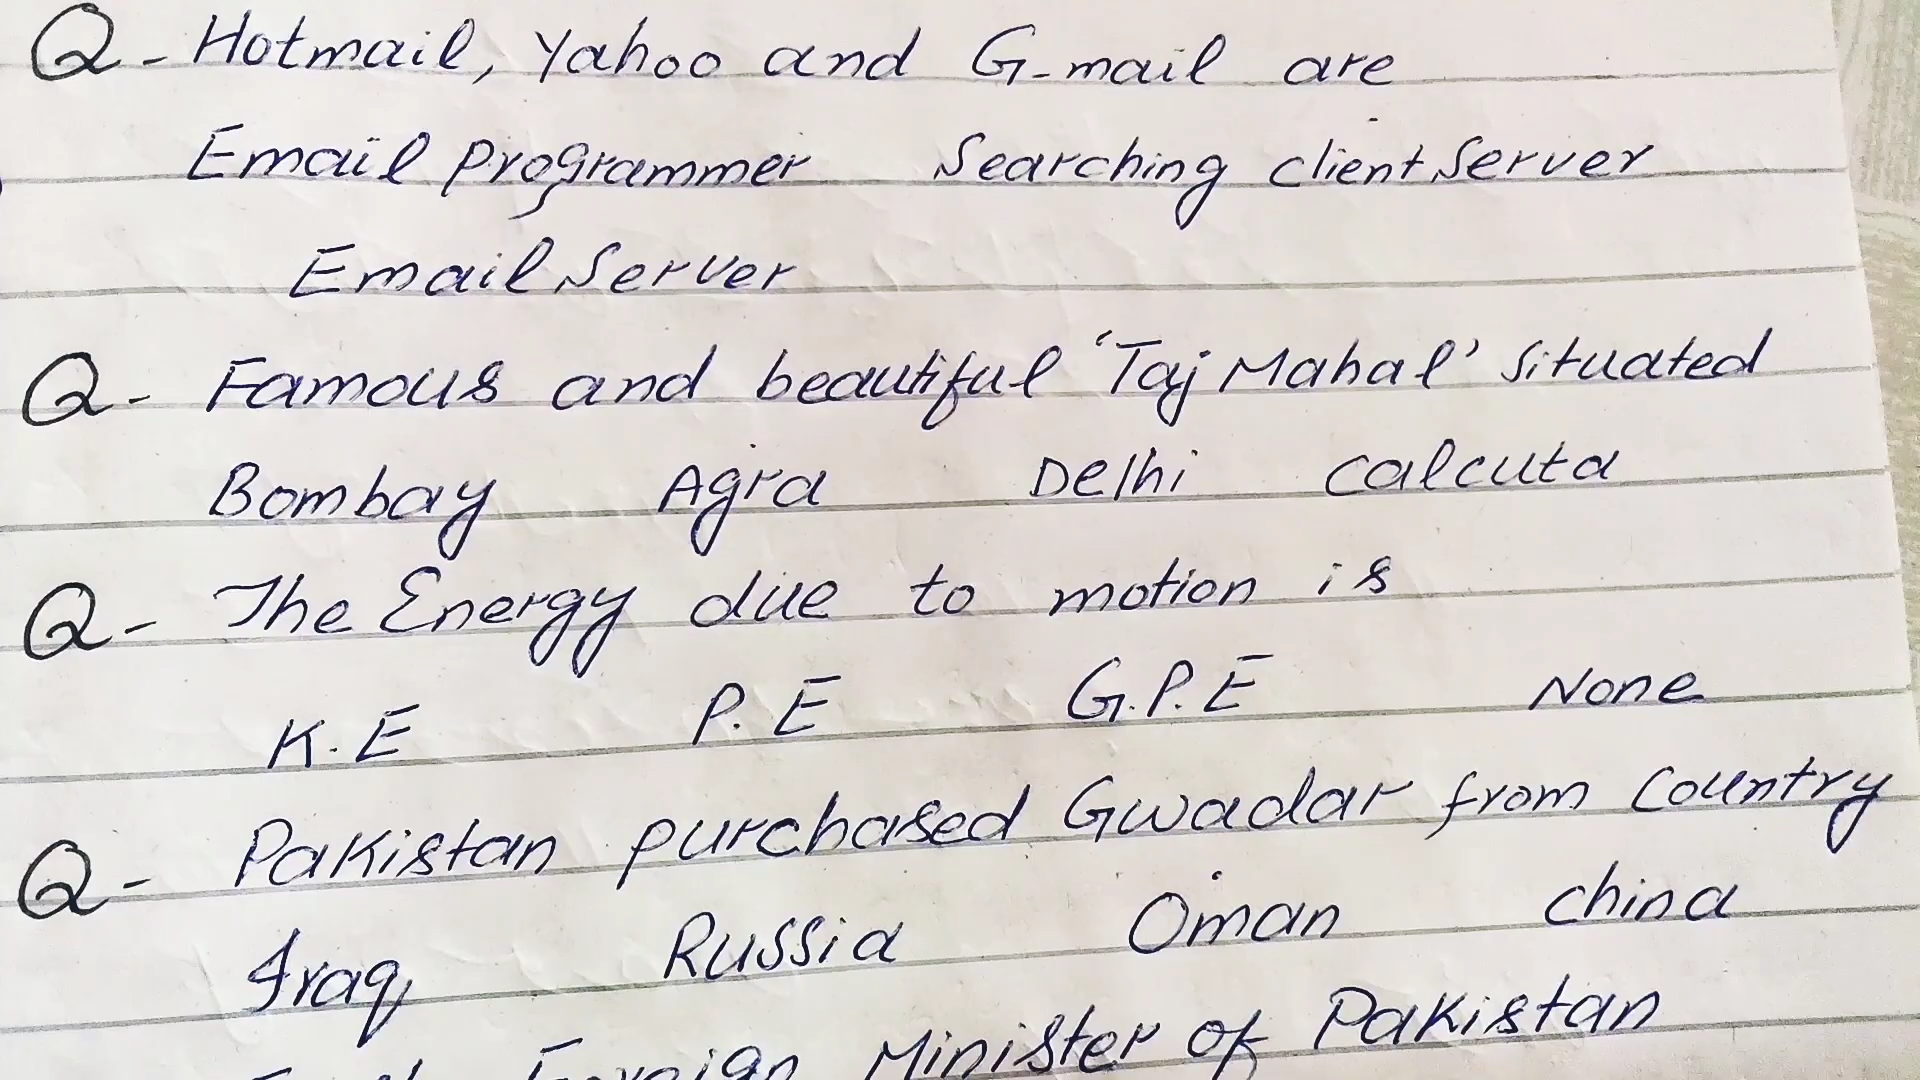 Q - Hotmail, Yahoo and G-mail are
Email Programmer Searching client Server
Email Server
Q - Famous and beautiful 'Taj Mahal' Situated
Bombay Agra Delhi Calcuta
Q - The Energy due to motion is
K.E P.E G.P.E None
Q - Pakistan purchased Gwadar from Country
Iraq Russia Oman China
Foreign Minister of Pakistan